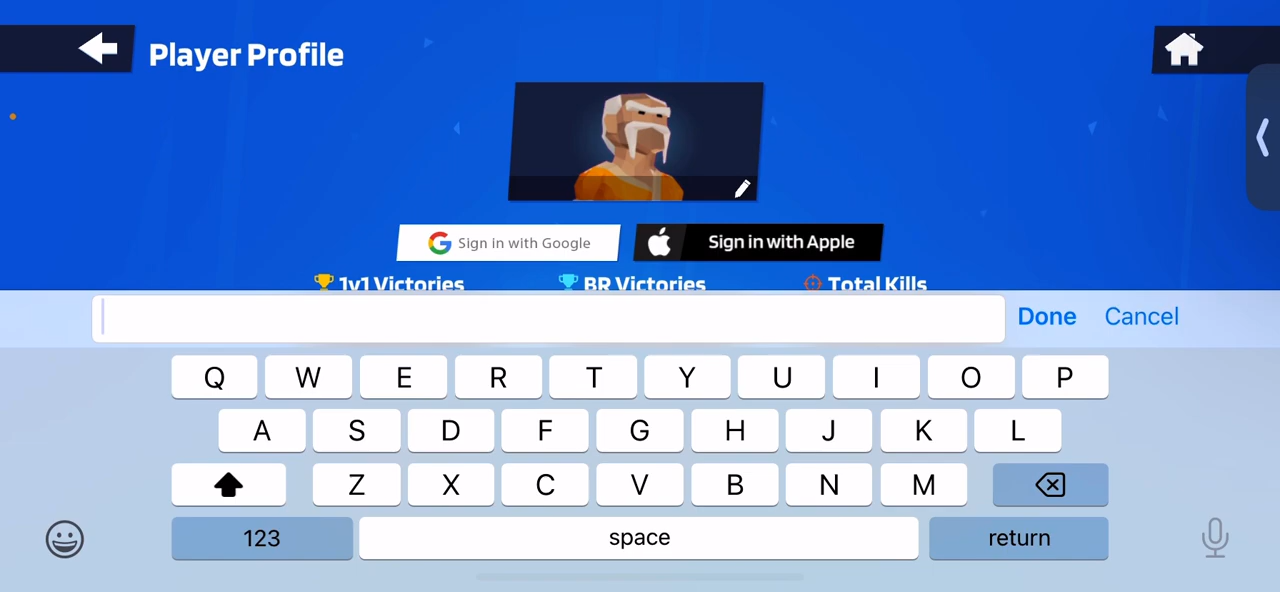 Player Profile
Sign in with Google
Sign in with Apple
1v1 Victories
BR Victories
Total Kills
Done
Cancel
Q W E R T Y U I O P
A S D F G H J K L
Z X C V B N M
123
space
return